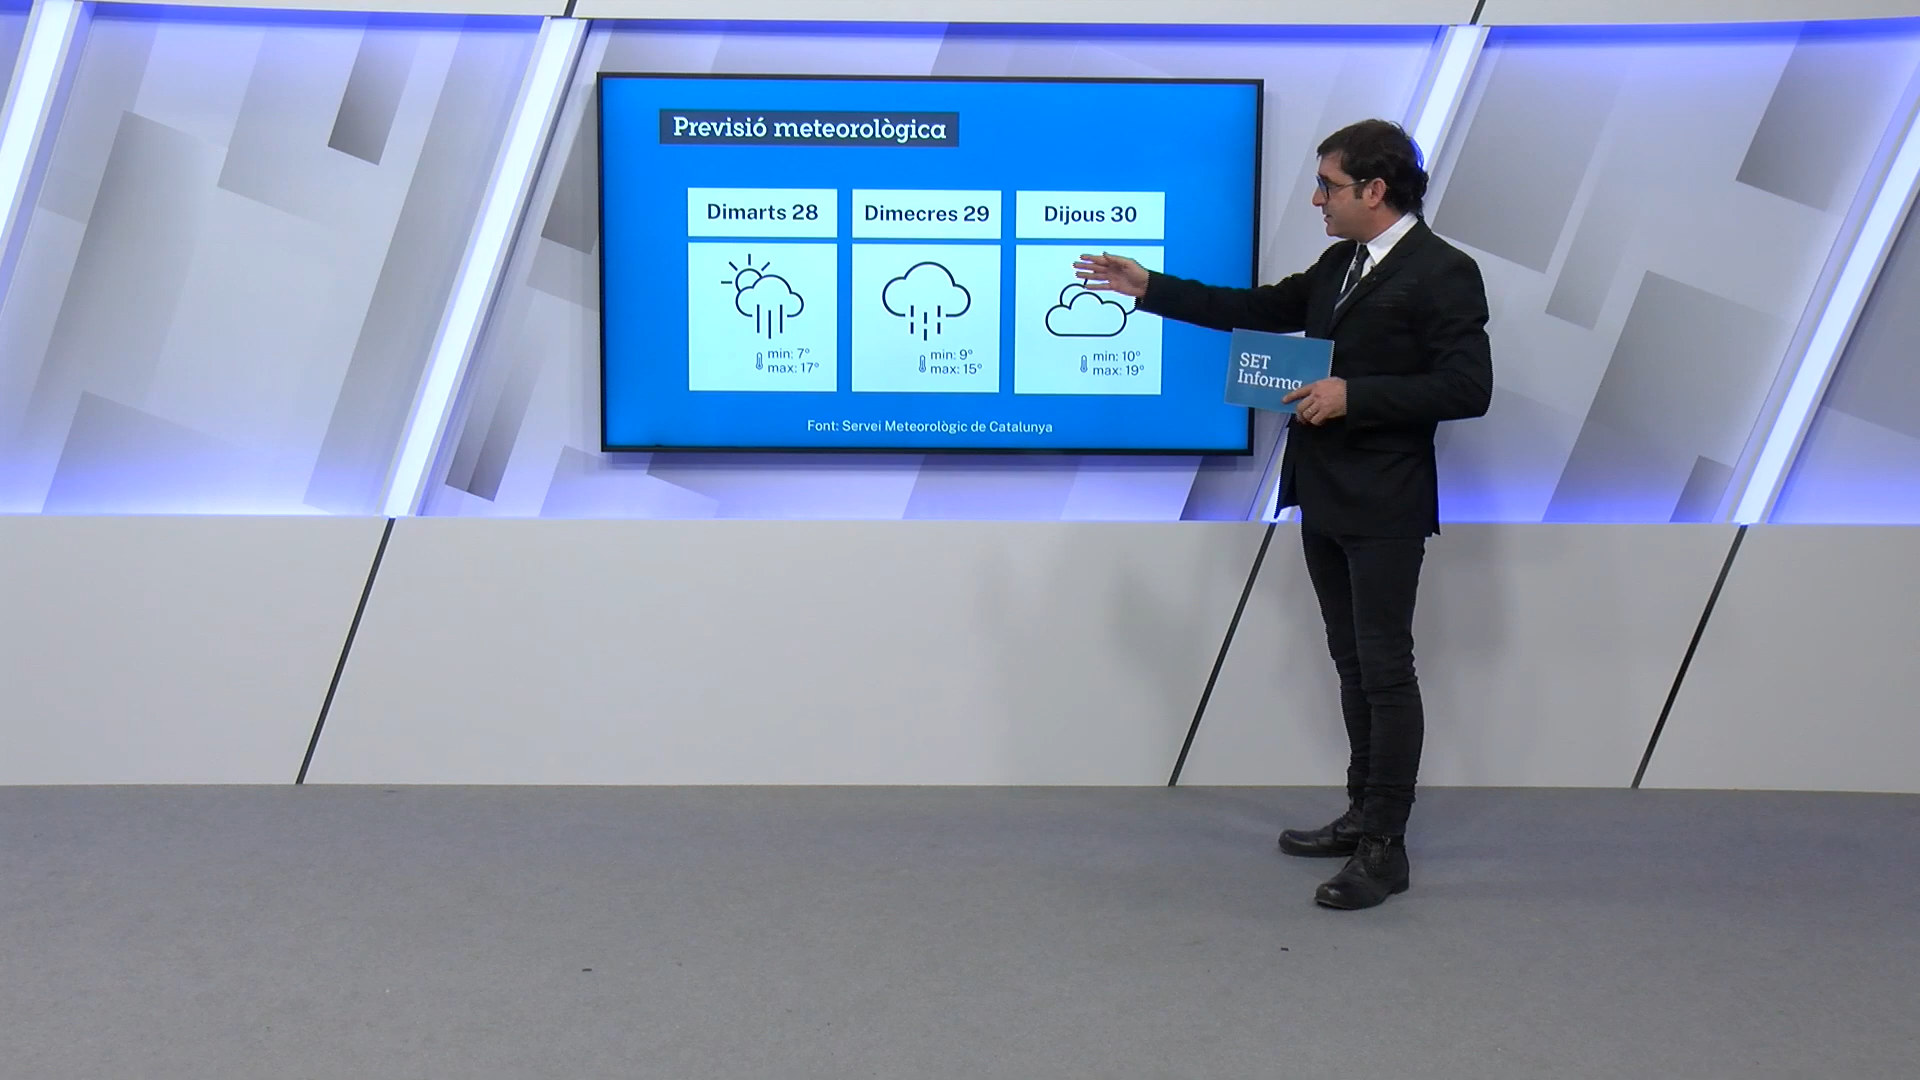 Previsió meteorològica
Dimarts 28
Dimecres 29
Dijous 30
min: 7°
max: 17°
min: 9°
max: 15°
min: 10°
max: 19°
SET
Informa
Font: Servei Meteorològic de Catalunya